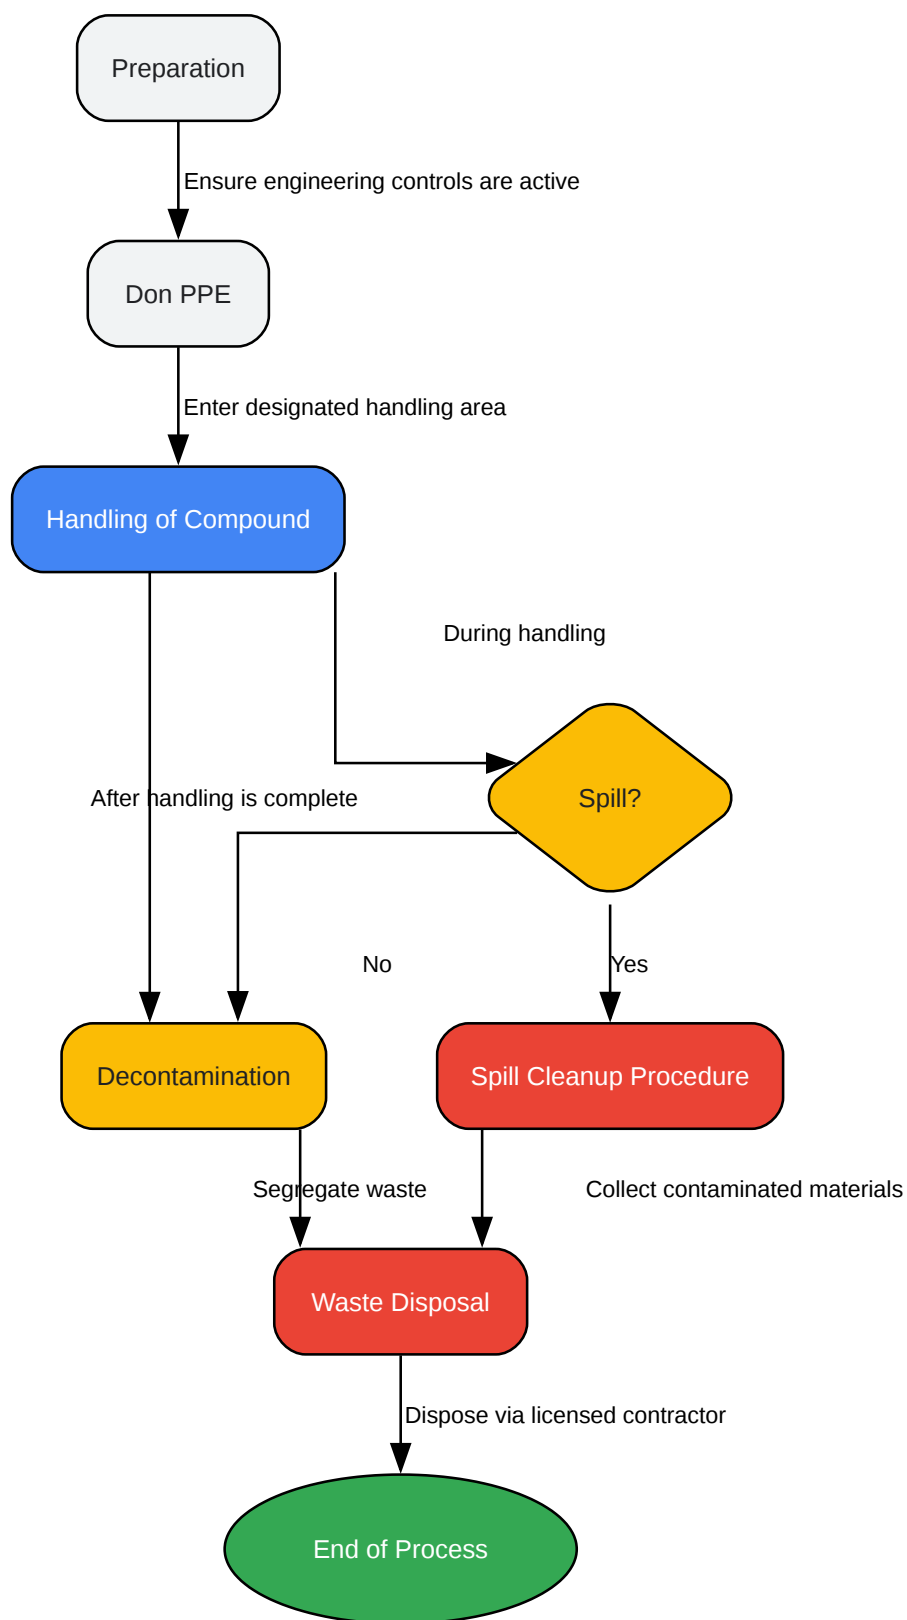 Preparation
Ensure engineering controls are active
Don PPE
Enter designated handling area
Handling of Compound
During handling
Spill?
After handling is complete
No
Yes
Decontamination
Spill Cleanup Procedure
Segregate waste
Collect contaminated materials
Waste Disposal
Dispose via licensed contractor
End of Process